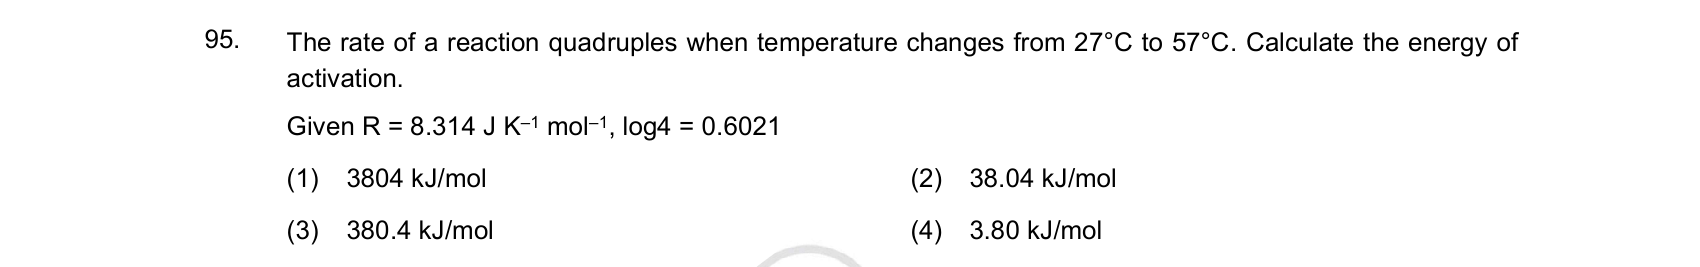 95. The rate of a reaction quadruples when temperature changes from 27°C to 57°C. Calculate the energy of
activation.
Given R = 8.314 J K⁻¹ mol⁻¹, log4 = 0.6021
(1) 3804 kJ/mol (2) 38.04 kJ/mol
(3) 380.4 kJ/mol (4) 3.80 kJ/mol